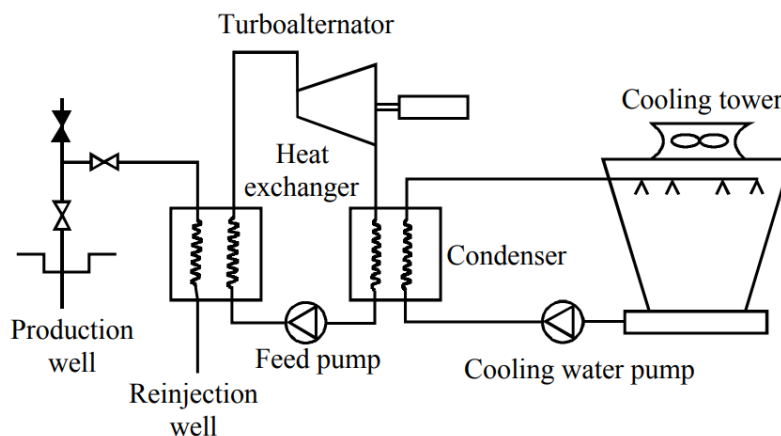 Turboalternator
Cooling tower
Heat
exchanger
Condenser
Production
well
Feed pump
Cooling water pump
Reinjection
well